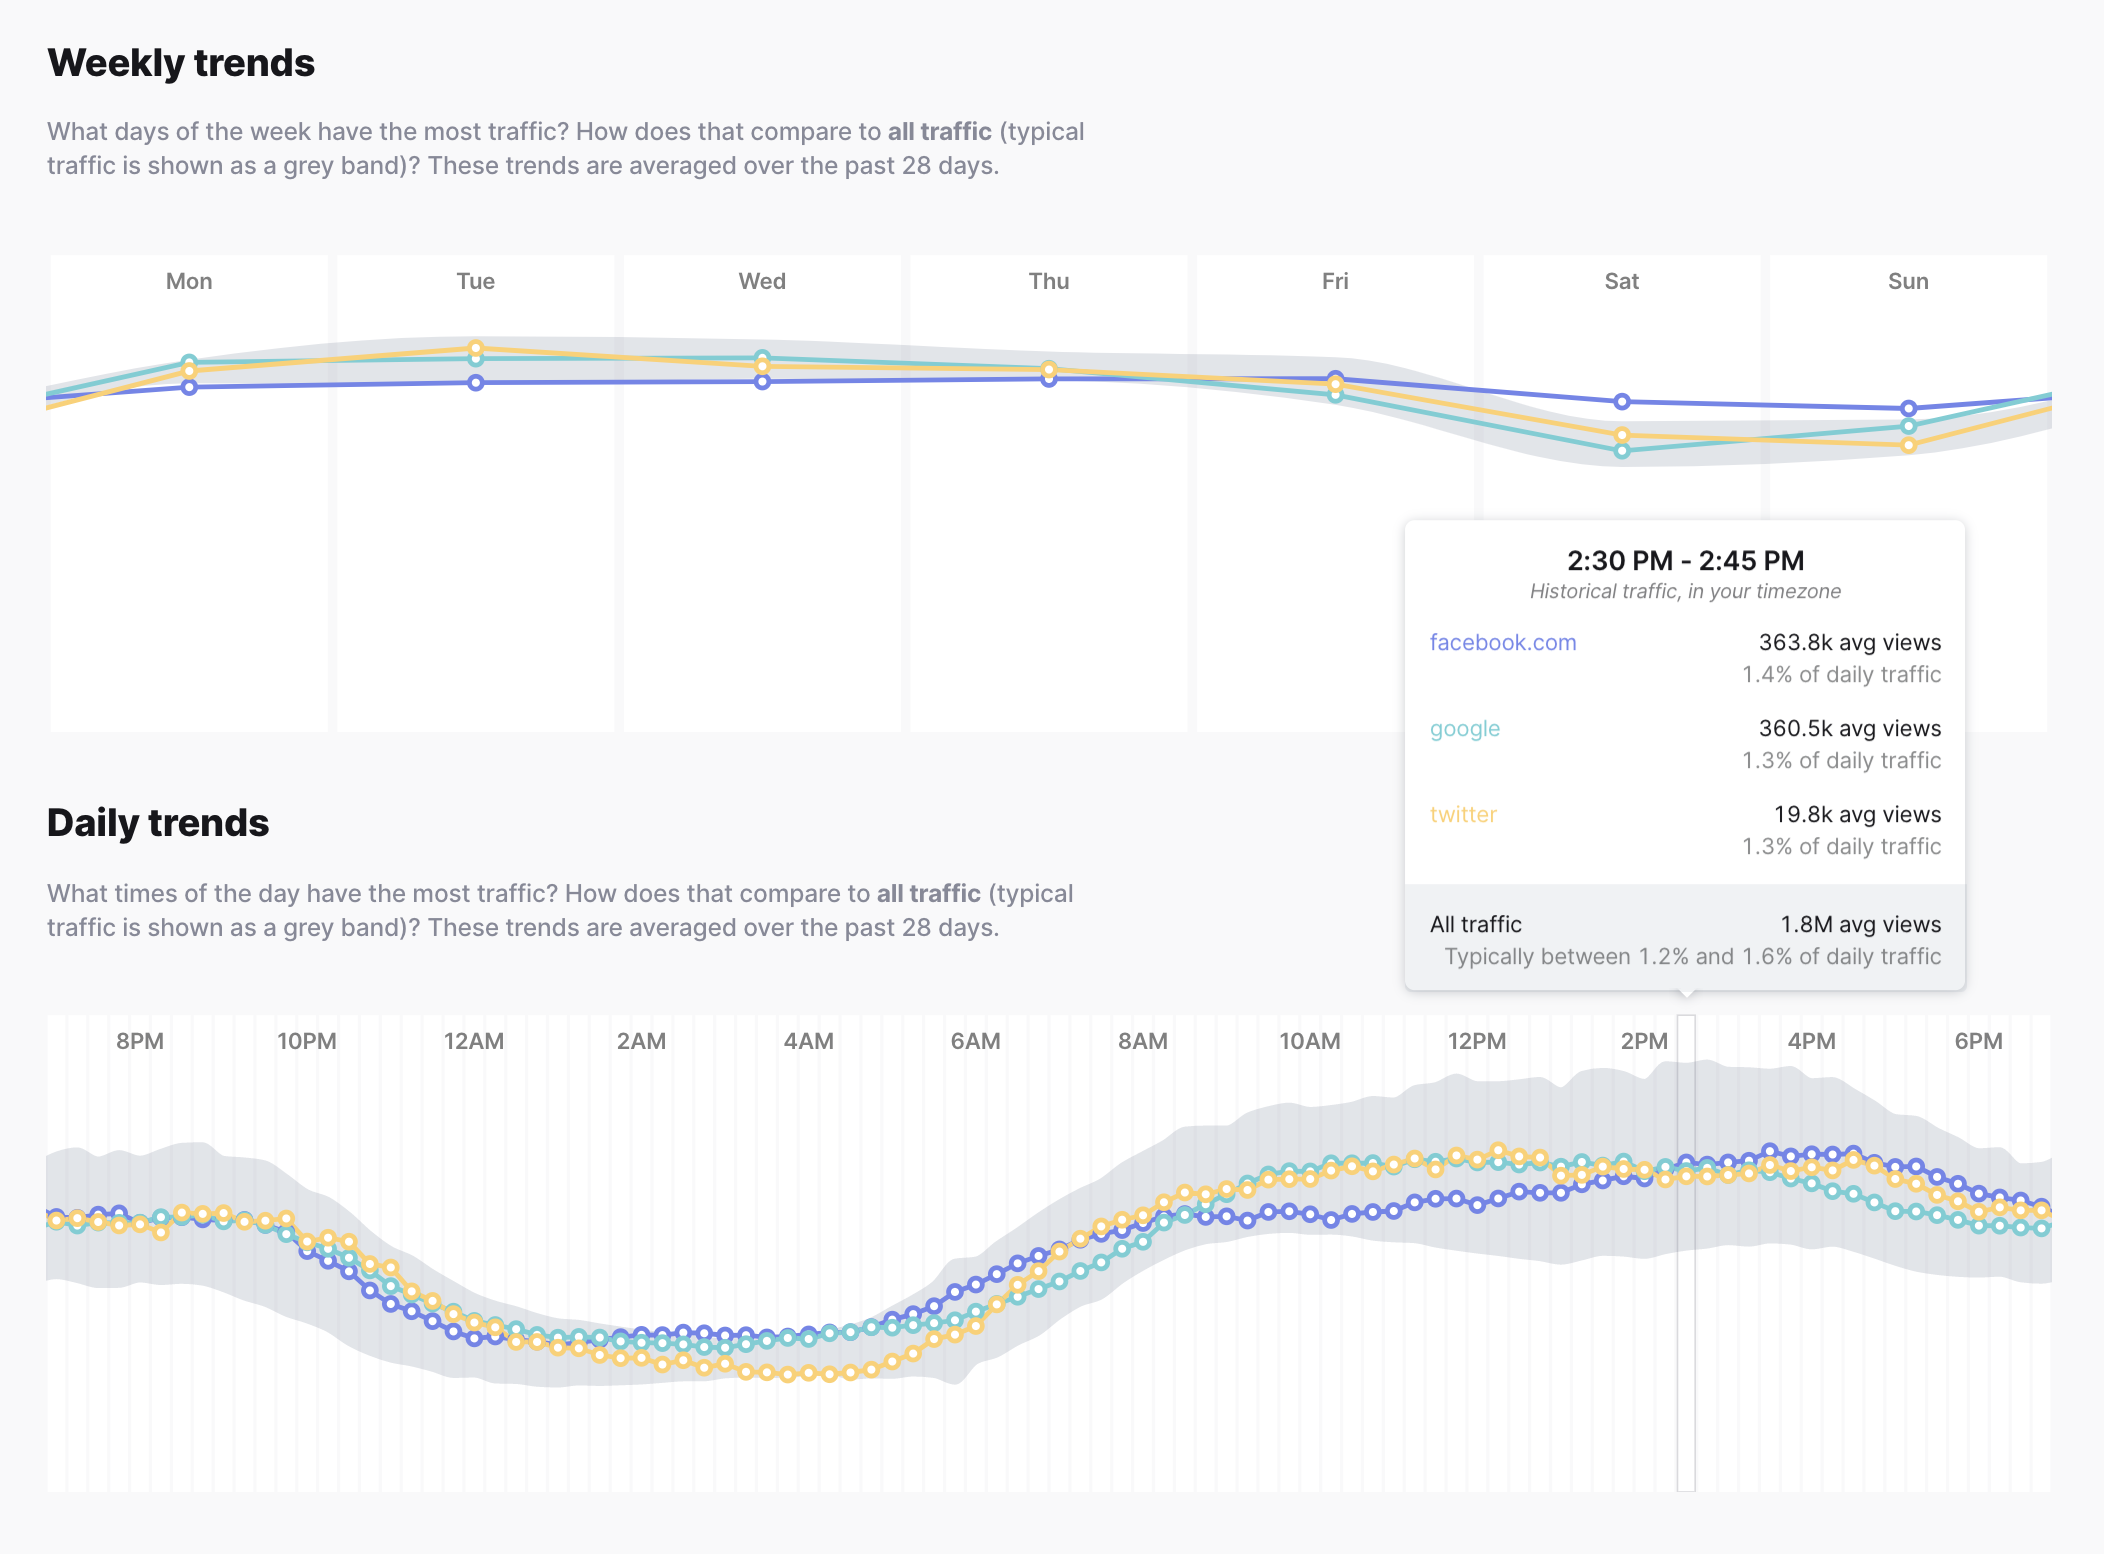 Weekly trends
What days of the week have the most traffic? How does that compare to all traffic (typical
traffic is shown as a grey band)? These trends are averaged over the past 28 days.
Mon Tue Wed Thu Fri Sat Sun
2:30 PM - 2:45 PM
Historical traffic, in your timezone
facebook.com 363.8k avg views
1.4% of daily traffic
google 360.5k avg views
1.3% of daily traffic
twitter 19.8k avg views
1.3% of daily traffic
All traffic 1.8M avg views
Typically between 1.2% and 1.6% of daily traffic
Daily trends
What times of the day have the most traffic? How does that compare to all traffic (typical
traffic is shown as a grey band)? These trends are averaged over the past 28 days.
8PM 10PM 12AM 2AM 4AM 6AM 8AM 10AM 12PM 2PM 4PM 6PM